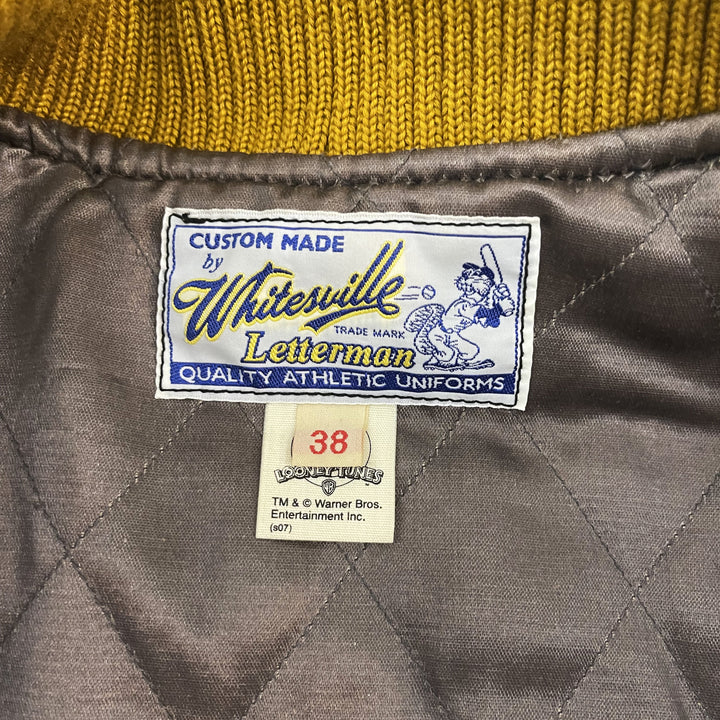 CUSTOM MADE
by
Whitesville
TRADE MARK
Letterman
QUALITY ATHLETIC UNIFORMS
38
LOONEY TUNES
WB
TM & © Warner Bros.
Entertainment Inc.
(s07)